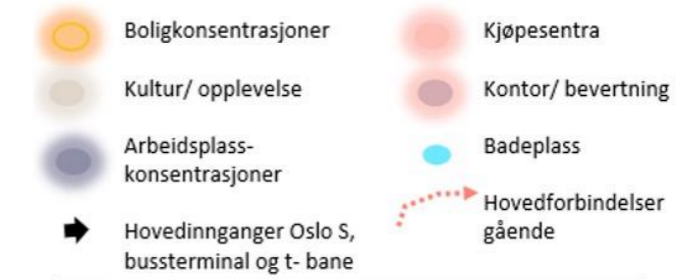 Boligkonsentrasjoner
Kultur/ opplevelse
Arbeidsplass-
konsentrasjoner
Hovedinnganger Oslo S,
bussterminal og t- bane
Kjøpesentra
Kontor/ bevertning
Badeplass
Hovedforbindelser
gående